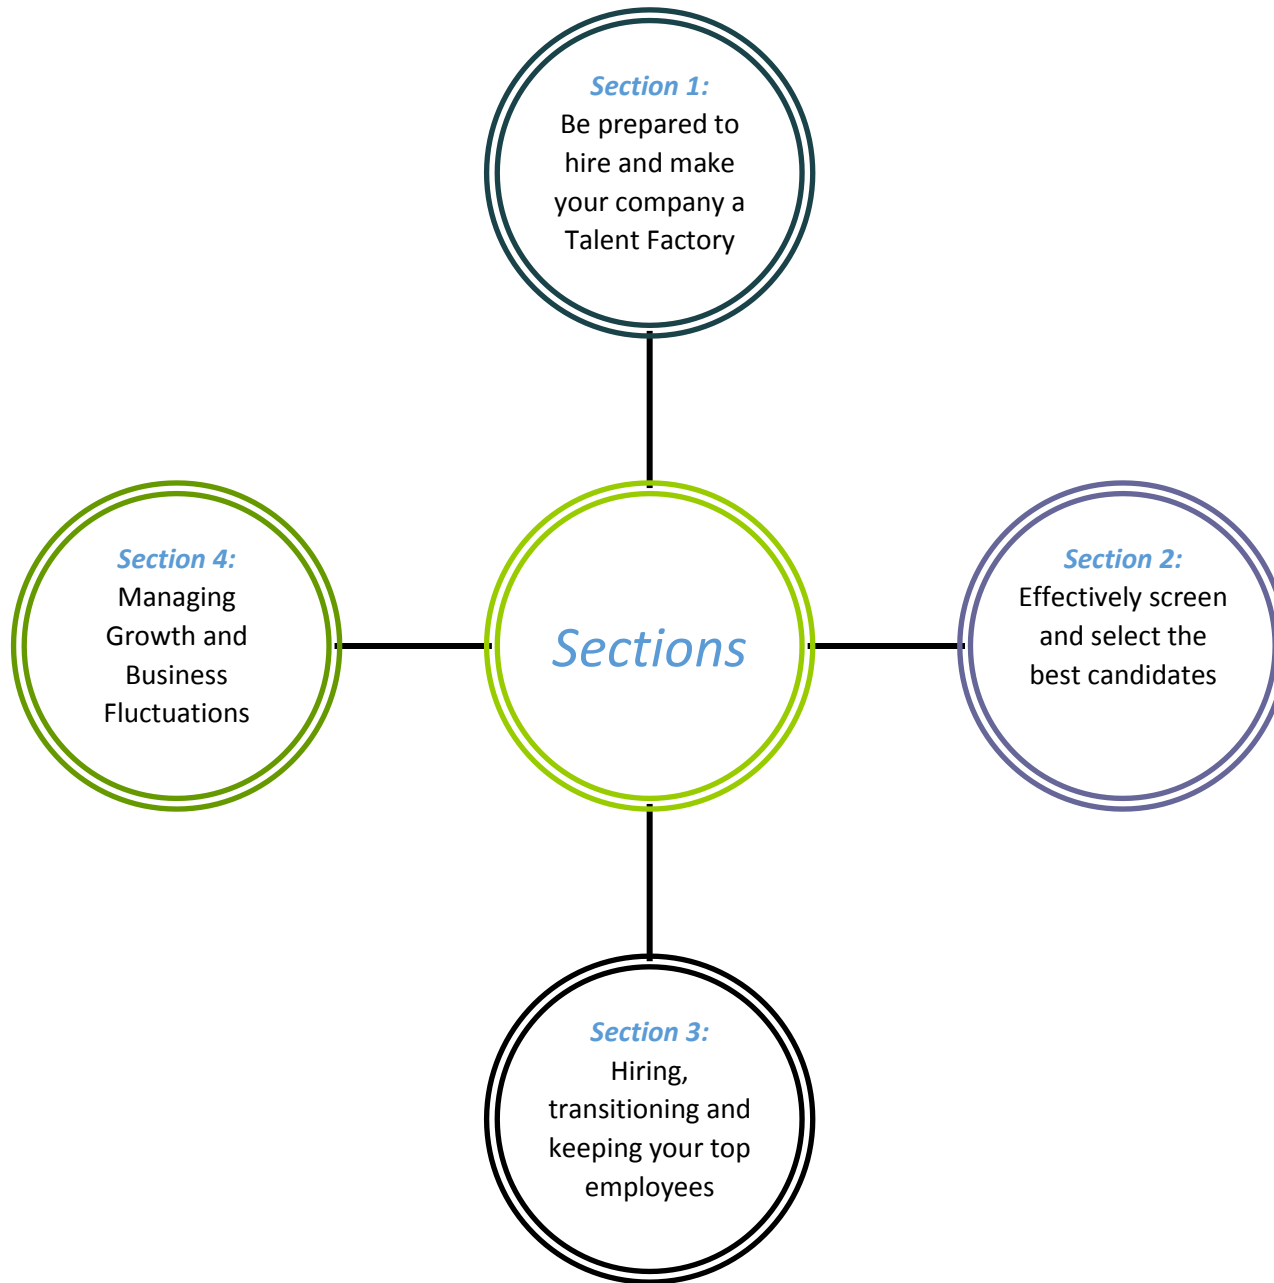 Section 1:
Be prepared to
hire and make
your company a
Talent Factory
Section 4:
Managing
Growth and
Business
Fluctuations
Sections
Section 2:
Effectively screen
and select the
best candidates
Section 3:
Hiring,
transitioning and
keeping your top
employees